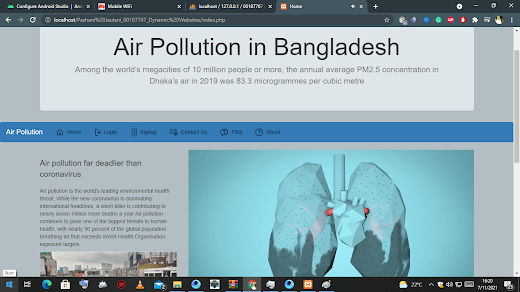 Configure Android Studio | And
Mobile WiFi
localhost / 127.0.0.1 / 00187767
Home
localhost/Pashan%20Jaulani_00187767_Dynamic%20Websites/index.php
Air Pollution in Bangladesh
Among the world's megacities of 10 million people or more, the annual average PM2.5 concentration in
Dhaka's air in 2019 was 83.3 microgrammes per cubic metre
Air Pollution Home Login Signup Contact Us FAQ About
Air pollution far deadlier than
coronavirus
Air pollution is the world's leading environmental health
threat. While the new coronavirus is dominating
international headlines, a silent killer is contributing to
nearly seven million more deaths a year Air pollution
continues to pose one of the biggest threats to human
health, with nearly 90 percent of the global population
breathing air that exceeds World Health Organisation
exposure targets
Start
22°C
16:20
7/11/2021